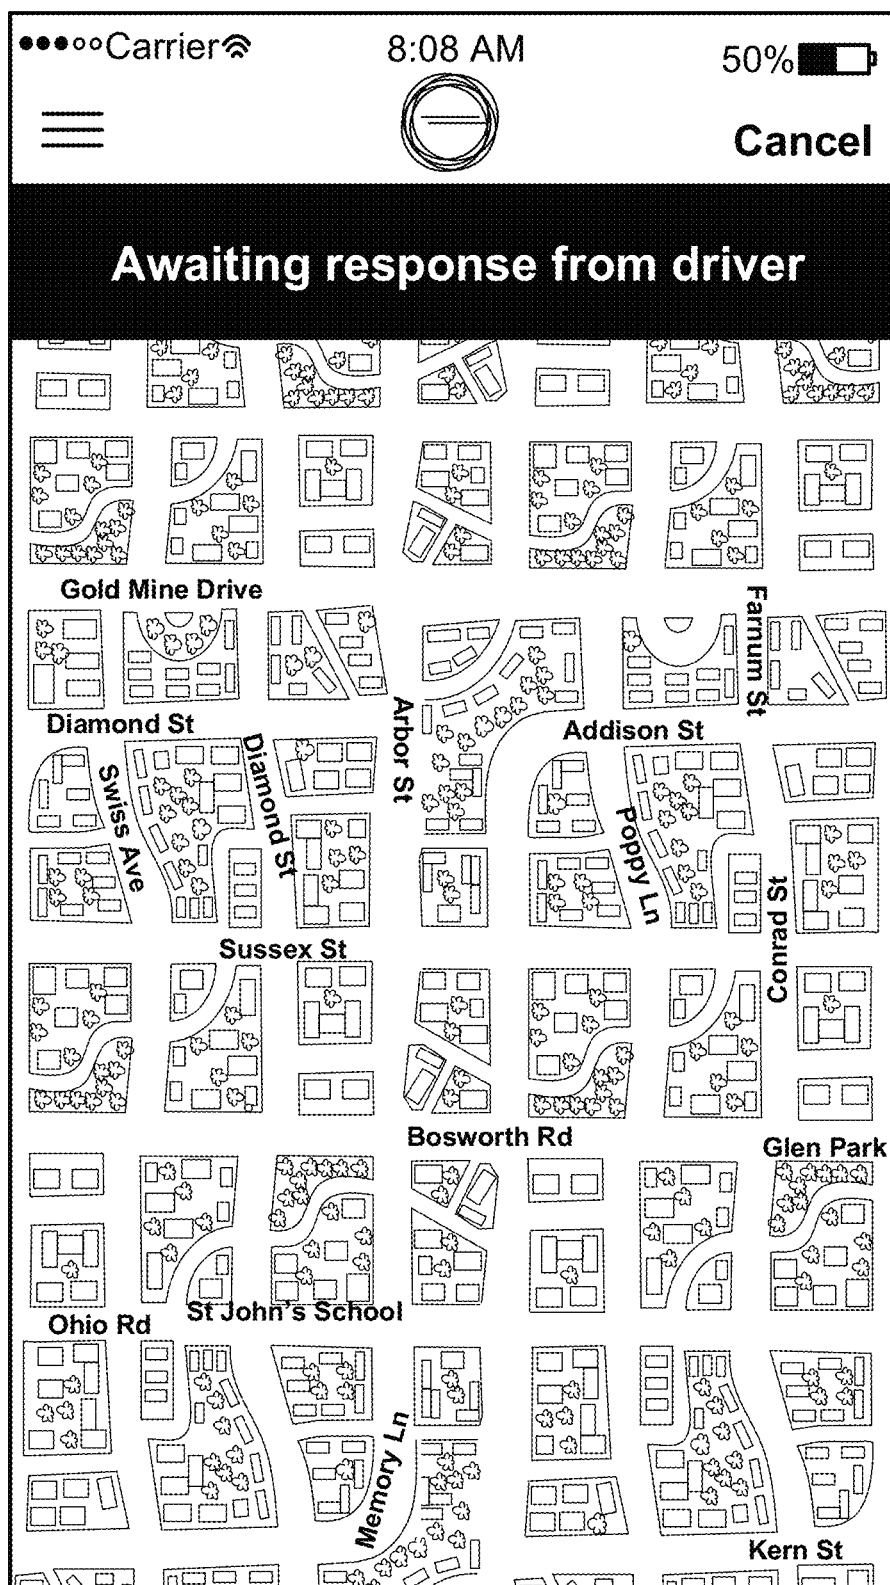 ●●●○○Carrier
8:08 AM
50%
Cancel
Awaiting response from driver
Gold Mine Drive
Farnum St
Diamond St
Arbor St
Addison St
Swiss Ave
Diamond St
Poppy Ln
Conrad St
Sussex St
Bosworth Rd
Glen Park
St John's School
Ohio Rd
Memory Ln
Kern St